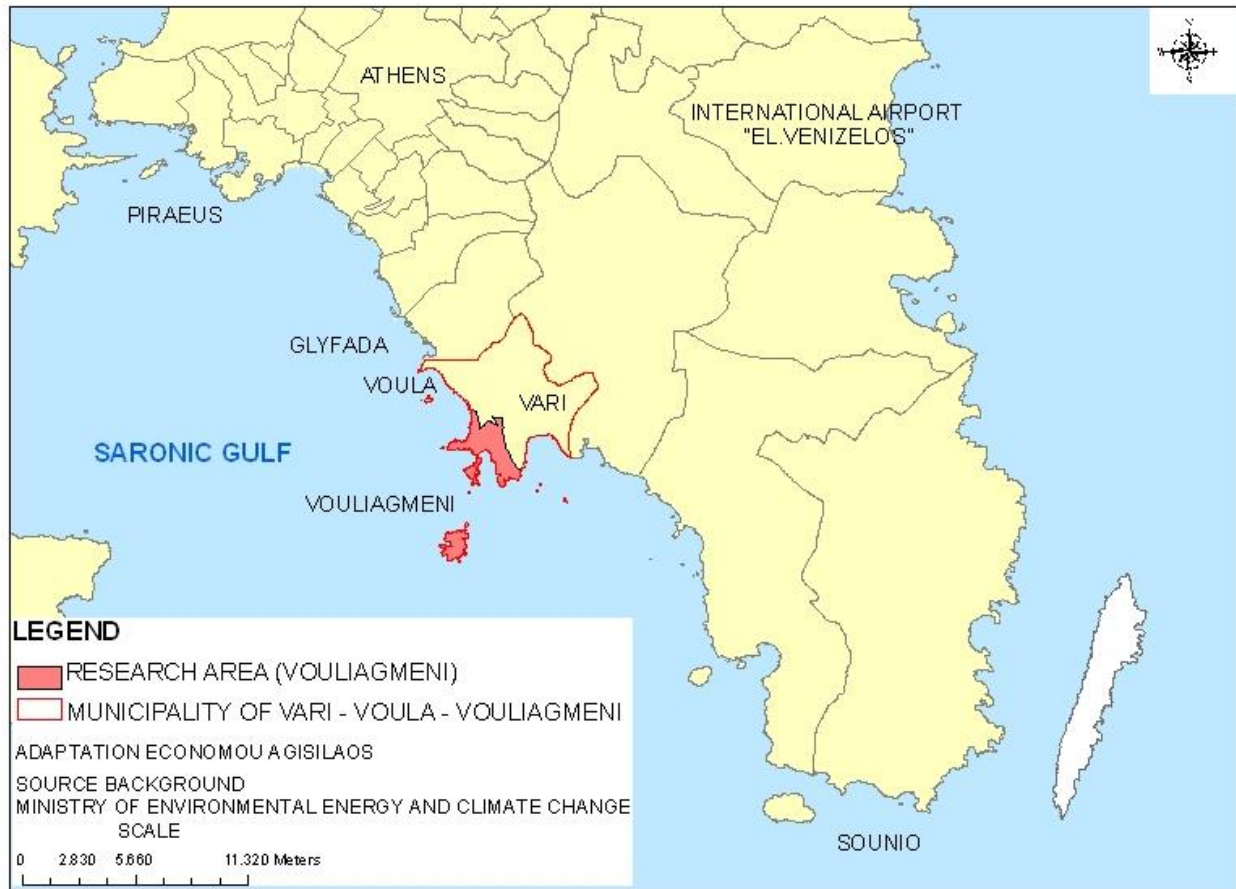 ATHENS
INTERNATIONAL AIRPORT
"EL.VENIZELOS"
PIRAEUS
GLYFADA
VOULA
VARI
SARONIC GULF
VOULIAGMENI
LEGEND
RESEARCH AREA (VOULIAGMENI)
MUNICIPALITY OF VARI - VOULA - VOULIAGMENI
ADAPTATION ECONOMOU AGISILAOS
SOURCE BACKGROUND
MINISTRY OF ENVIRONMENTAL ENERGY AND CLIMATE CHANGE
SCALE
0 2.830 5.660 11.320 Meters
SOUNIO